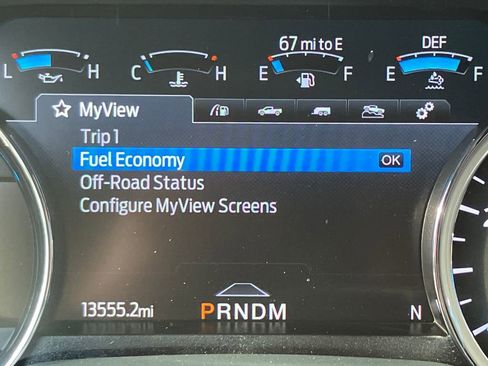 67 mi to E DEF
L H C H E F E F
MyView
Trip 1
Fuel Economy OK
Off-Road Status
Configure MyView Screens
13555.2mi PRNDM N